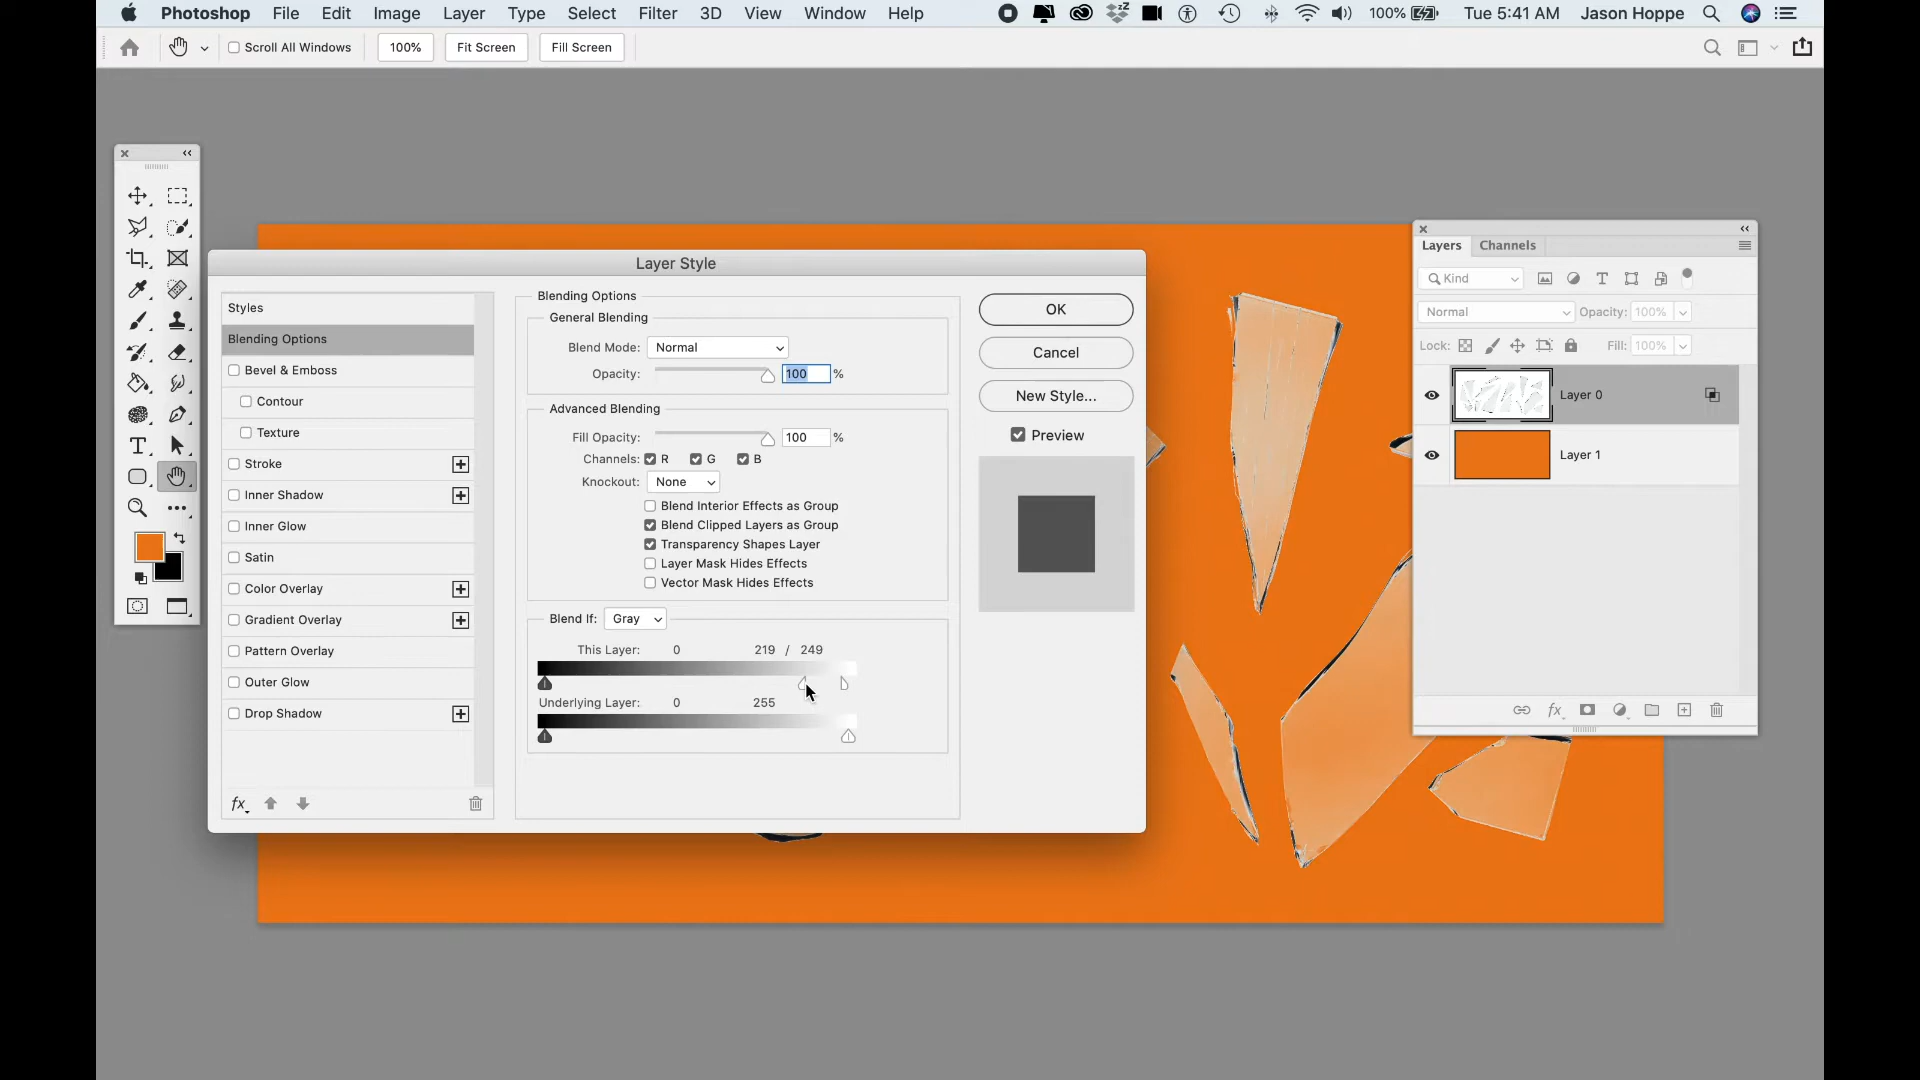 Photoshop File Edit Image Layer Type Select Filter 3D View Window Help 100% Tue 5:41 AM Jason Hoppe
Scroll All Windows 100% Fit Screen Fill Screen
Layer Style
Styles
Blending Options
Bevel & Emboss
Contour
Texture
Stroke
Inner Shadow
Inner Glow
Satin
Color Overlay
Gradient Overlay
Pattern Overlay
Outer Glow
Drop Shadow
fx
Blending Options
General Blending
Blend Mode: Normal
Opacity: 100 %
Advanced Blending
Fill Opacity: 100 %
Channels: R G B
Knockout: None
Blend Interior Effects as Group
Blend Clipped Layers as Group
Transparency Shapes Layer
Layer Mask Hides Effects
Vector Mask Hides Effects
Blend If: Gray
This Layer: 0 219 / 249
Underlying Layer: 0 255
OK
Cancel
New Style...
Preview
Layers Channels
Kind
Normal Opacity: 100%
Lock: Fill: 100%
Layer 0
Layer 1
fx